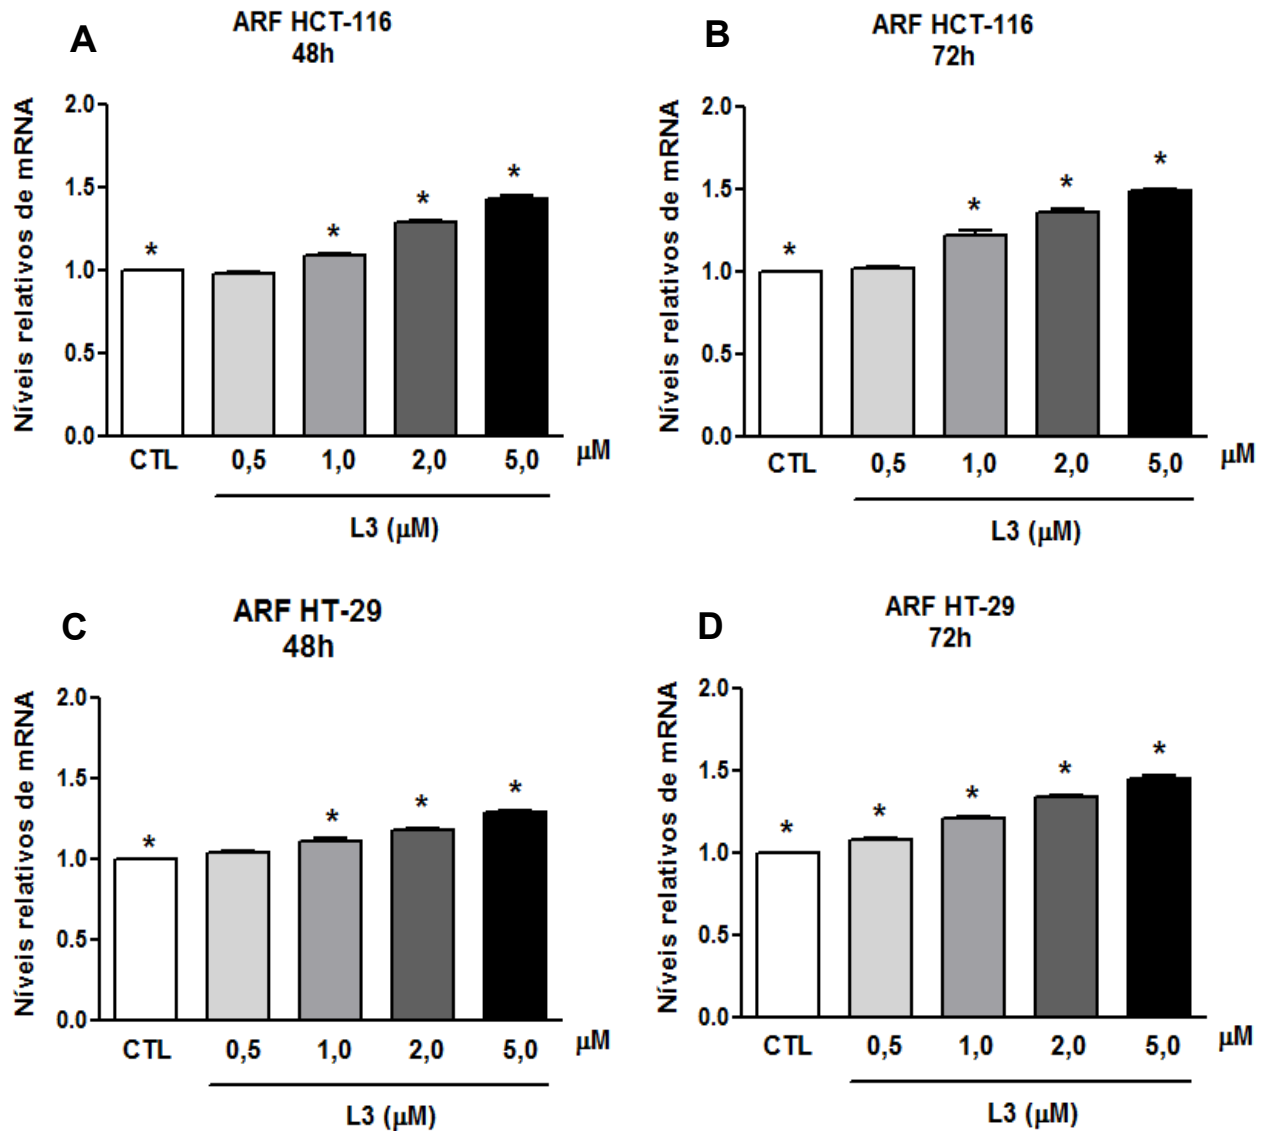 A
ARF HCT-116
48h
Níveis relativos de mRNA
2.0
1.5
1.0
0.5
0.0
*
*
*
*
CTL 0,5 1,0 2,0 5,0 µM
L3 (µM)
B
ARF HCT-116
72h
Níveis relativos de mRNA
2.0
1.5
1.0
0.5
0.0
*
*
*
*
CTL 0,5 1,0 2,0 5,0 µM
L3 (µM)
C
ARF HT-29
48h
Níveis relativos de mRNA
2.0
1.5
1.0
0.5
0.0
*
*
*
*
CTL 0,5 1,0 2,0 5,0 µM
L3 (µM)
D
ARF HT-29
72h
Níveis relativos de mRNA
2.0
1.5
1.0
0.5
0.0
*
*
*
*
*
CTL 0,5 1,0 2,0 5,0 µM
L3 (µM)